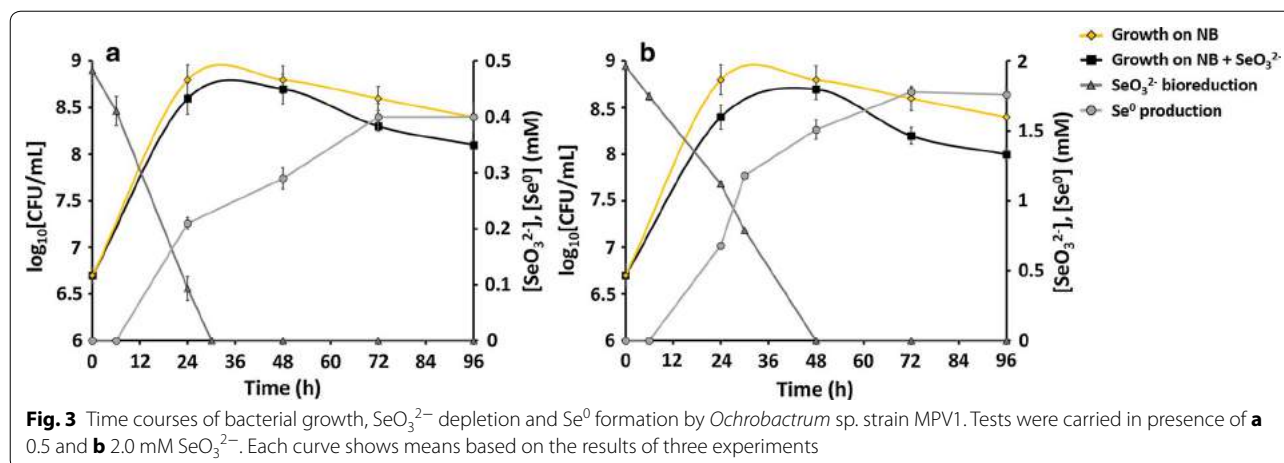 a
9
8.5
8
7.5
7
6.5
6
log₁₀[CFU/mL]
0.5
0.4
0.3
0.2
0.1
0
[SeO₃²⁻], [Se⁰] (mM)
0 12 24 36 48 60 72 84 96
Time (h)
b
9
8.5
8
7.5
7
6.5
6
log₁₀[CFU/mL]
2
1.5
1
0.5
0
[SeO₃²⁻], [Se⁰] (mM)
0 12 24 36 48 60 72 84 96
Time (h)
Growth on NB
Growth on NB + SeO₃²⁻
SeO₃²⁻ bioreduction
Se⁰ production
Fig. 3 Time courses of bacterial growth, SeO₃²⁻ depletion and Se⁰ formation by Ochrobactrum sp. strain MPV1. Tests were carried in presence of a
0.5 and b 2.0 mM SeO₃²⁻. Each curve shows means based on the results of three experiments